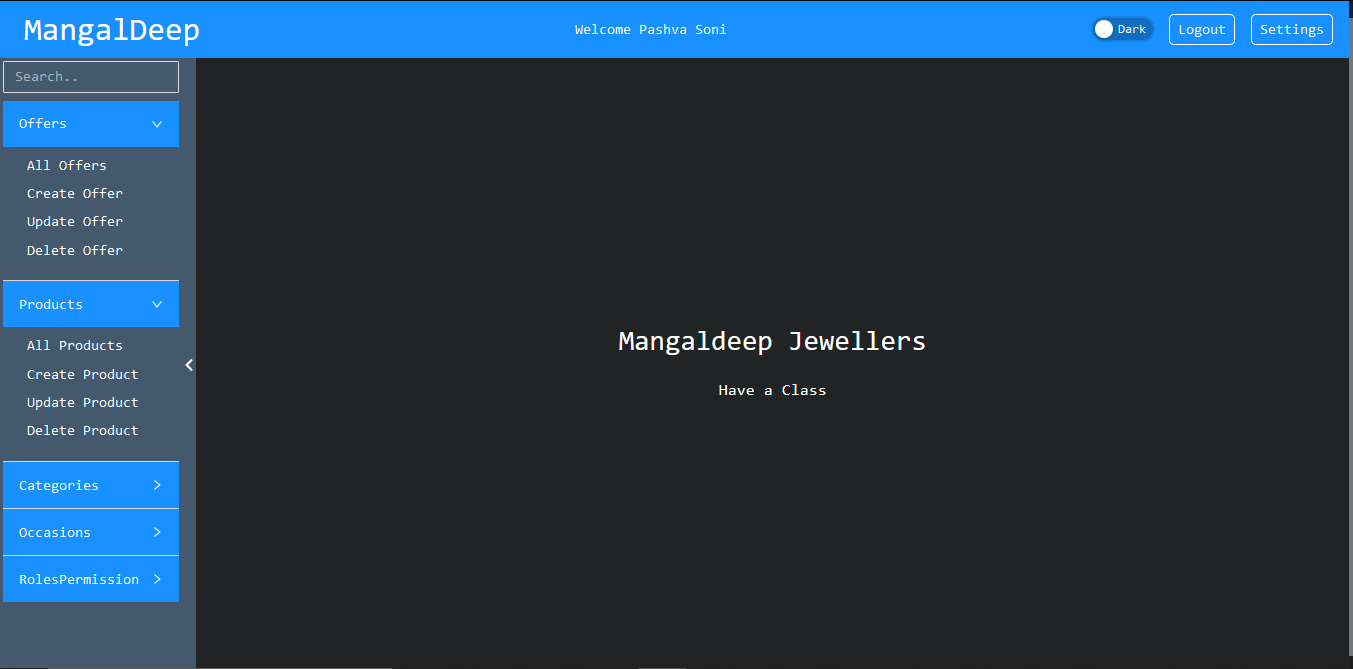 MangalDeep
Welcome Pashva Soni
Dark
Logout
Settings
Search..
Offers
All Offers
Create Offer
Update Offer
Delete Offer
Products
All Products
Create Product
Update Product
Delete Product
Categories
Occasions
RolesPermission
Mangaldeep Jewellers
Have a Class